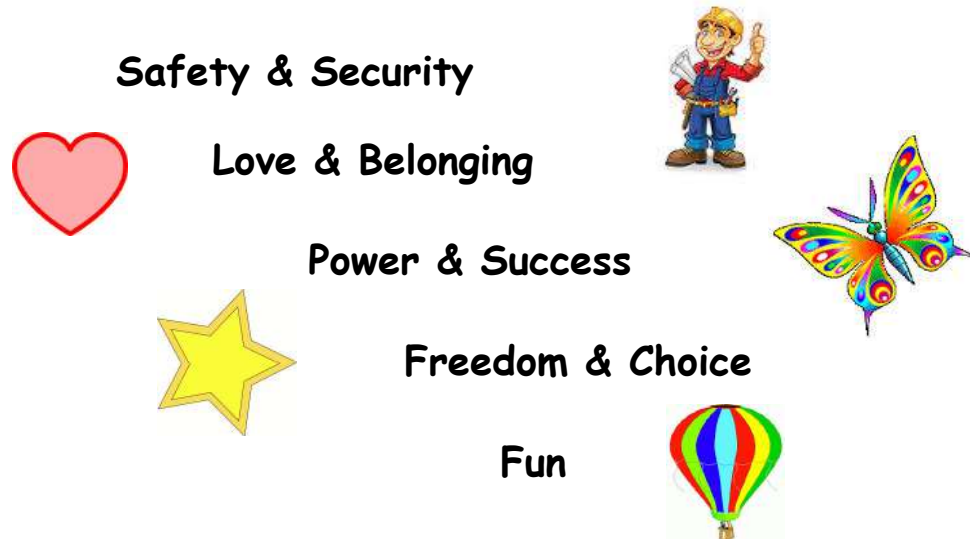 Safety & Security
Love & Belonging
Power & Success
Freedom & Choice
Fun